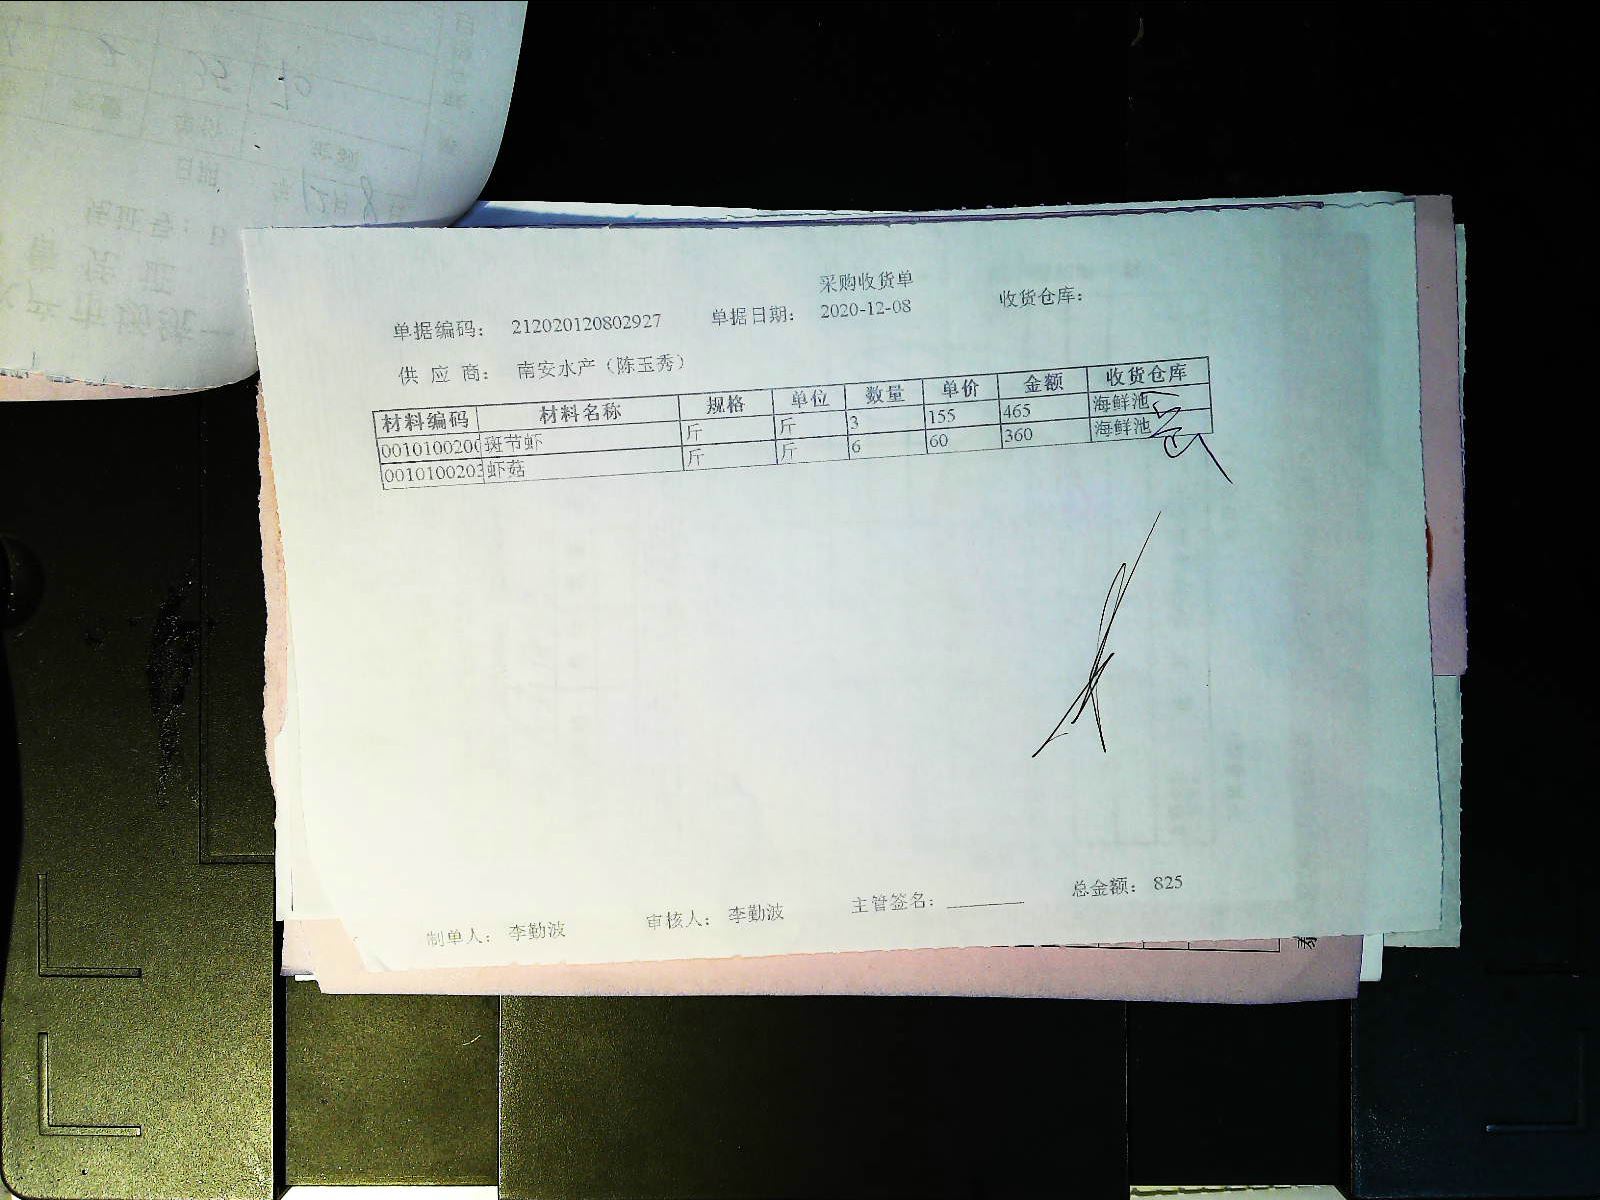 采购收货单
单据编码: 212020120802927 单据日期: 2020-12-08 收货仓库:
供 应 商: 南安水产（陈玉秀）
材料编码 材料名称 规格 单位 数量 单价 金额 收货仓库
0010100200 斑节虾 斤 斤 3 155 465 海鲜池
0010100203 虾菇 斤 斤 6 60 360 海鲜池
总金额: 825
制单人: 李勤波 审核人: 李勤波 主管签名: